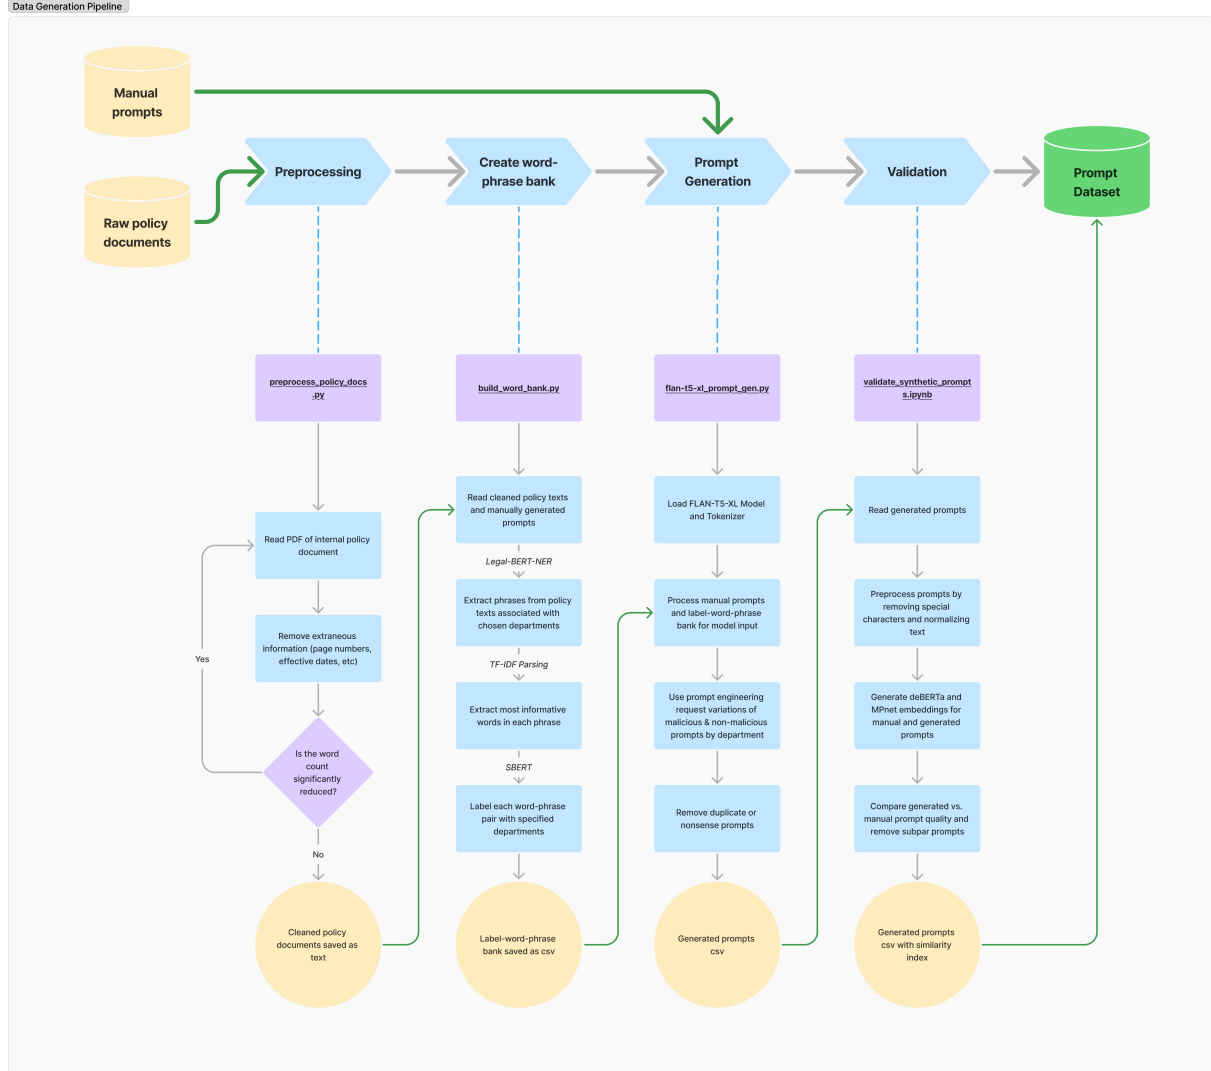 Data Generation Pipeline
Manual
prompts
Raw policy
documents
Preprocessing
Create word-
phrase bank
Prompt
Generation
Validation
Prompt
Dataset
preprocess_policy_docs
.py
Read PDF of internal policy
document
Remove extraneous
information (page numbers,
effective dates, etc)
Yes
Is the word
count
significantly
reduced?
No
Cleaned policy
documents saved as
text
build_word_bank.py
Read cleaned policy texts
and manually generated
prompts
Legal-BERT-NER
Extract phrases from policy
texts associated with
chosen departments
TF-IDF Parsing
Extract most informative
words in each phrase
SBERT
Label each word-phrase
pair with specified
departments
Label-word-phrase
bank saved as csv
flan-t5-xl_prompt_gen.py
Load FLAN-T5-XL Model
and Tokenizer
Process manual prompts
and label-word-phrase
bank for model input
Use prompt engineering
request variations of
malicious & non-malicious
prompts by department
Remove duplicate or
nonsense prompts
Generated prompts
csv
validate_synthetic_prompt
s.ipynb
Read generated prompts
Preprocess prompts by
removing special
characters and normalizing
text
Generate deBERTa and
MPnet embeddings for
manual and generated
prompts
Compare generated vs.
manual prompt quality and
remove subpar prompts
Generated prompts
csv with similarity
index